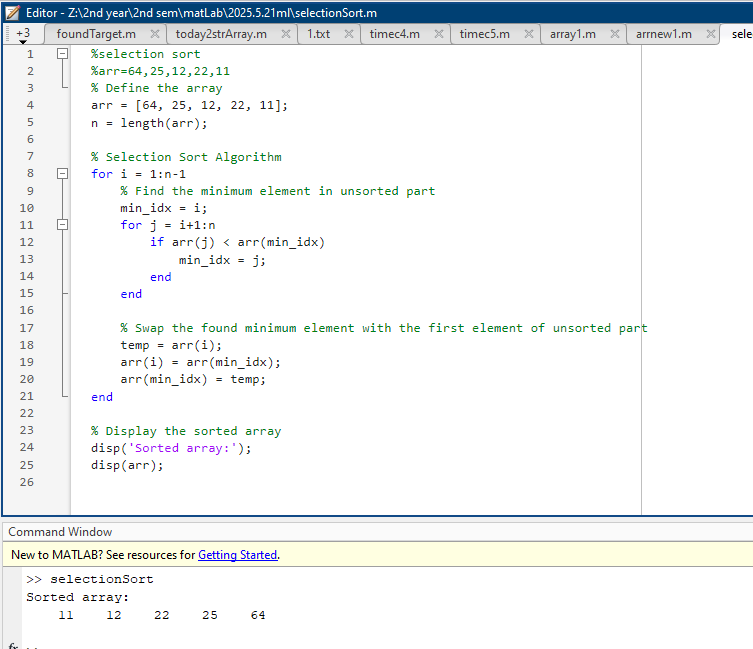 Editor - Z:\2nd year\2nd sem\matLab\2025.5.21ml\selectionSort.m
+3 foundTarget.m today2strArray.m 1.txt timec4.m timec5.m array1.m arrnew1.m sele
1 %selection sort
2 %arr=64,25,12,22,11
3 % Define the array
4 arr = [64, 25, 12, 22, 11];
5 n = length(arr);
6
7 % Selection Sort Algorithm
8 for i = 1:n-1
9 % Find the minimum element in unsorted part
10 min_idx = i;
11 for j = i+1:n
12 if arr(j) < arr(min_idx)
13 min_idx = j;
14 end
15 end
16
17 % Swap the found minimum element with the first element of unsorted part
18 temp = arr(i);
19 arr(i) = arr(min_idx);
20 arr(min_idx) = temp;
21 end
22
23 % Display the sorted array
24 disp('Sorted array:');
25 disp(arr);
26
Command Window
New to MATLAB? See resources for Getting Started.
>> selectionSort
Sorted array:
11 12 22 25 64
fx >>